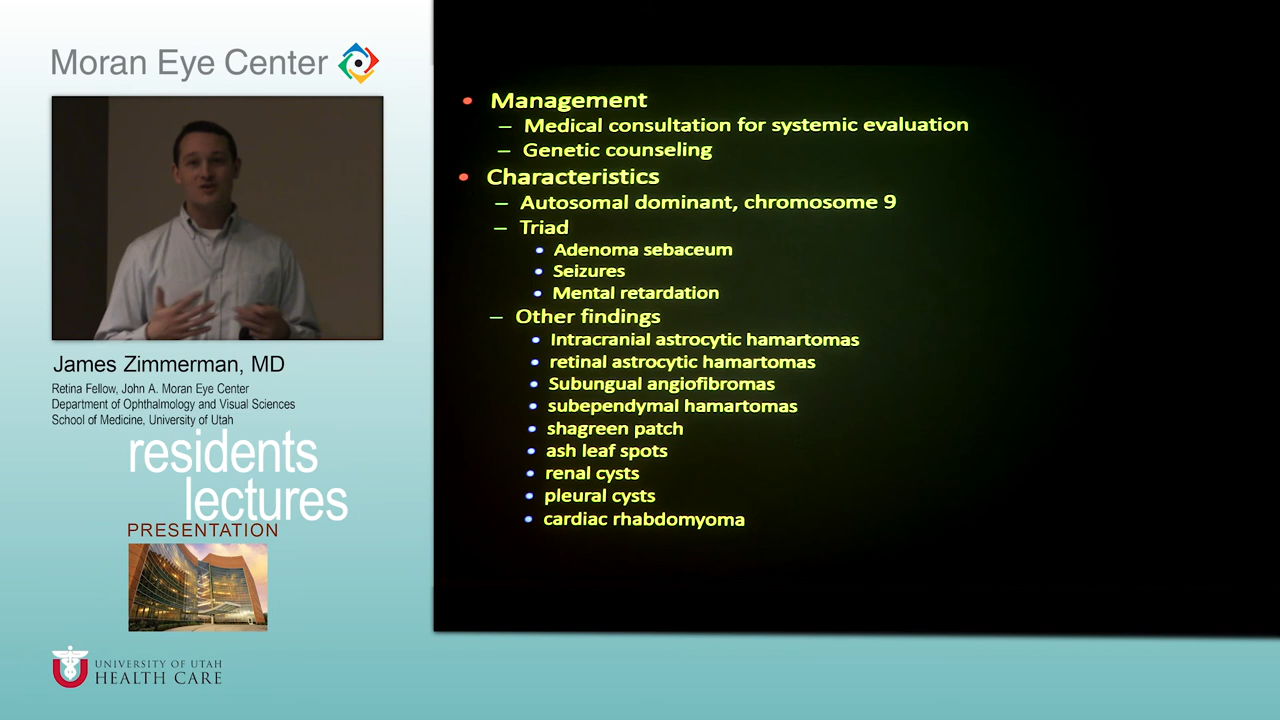 Moran Eye Center
James Zimmerman, MD
Retina Fellow, John A. Moran Eye Center
Department of Ophthalmology and Visual Sciences
School of Medicine, University of Utah
residents
lectures
PRESENTATION
UNIVERSITY OF UTAH
HEALTH CARE
• Management
– Medical consultation for systemic evaluation
– Genetic counseling
• Characteristics
– Autosomal dominant, chromosome 9
– Triad
• Adenoma sebaceum
• Seizures
• Mental retardation
– Other findings
• Intracranial astrocytic hamartomas
• retinal astrocytic hamartomas
• Subungual angiofibromas
• subependymal hamartomas
• shagreen patch
• ash leaf spots
• renal cysts
• pleural cysts
• cardiac rhabdomyoma